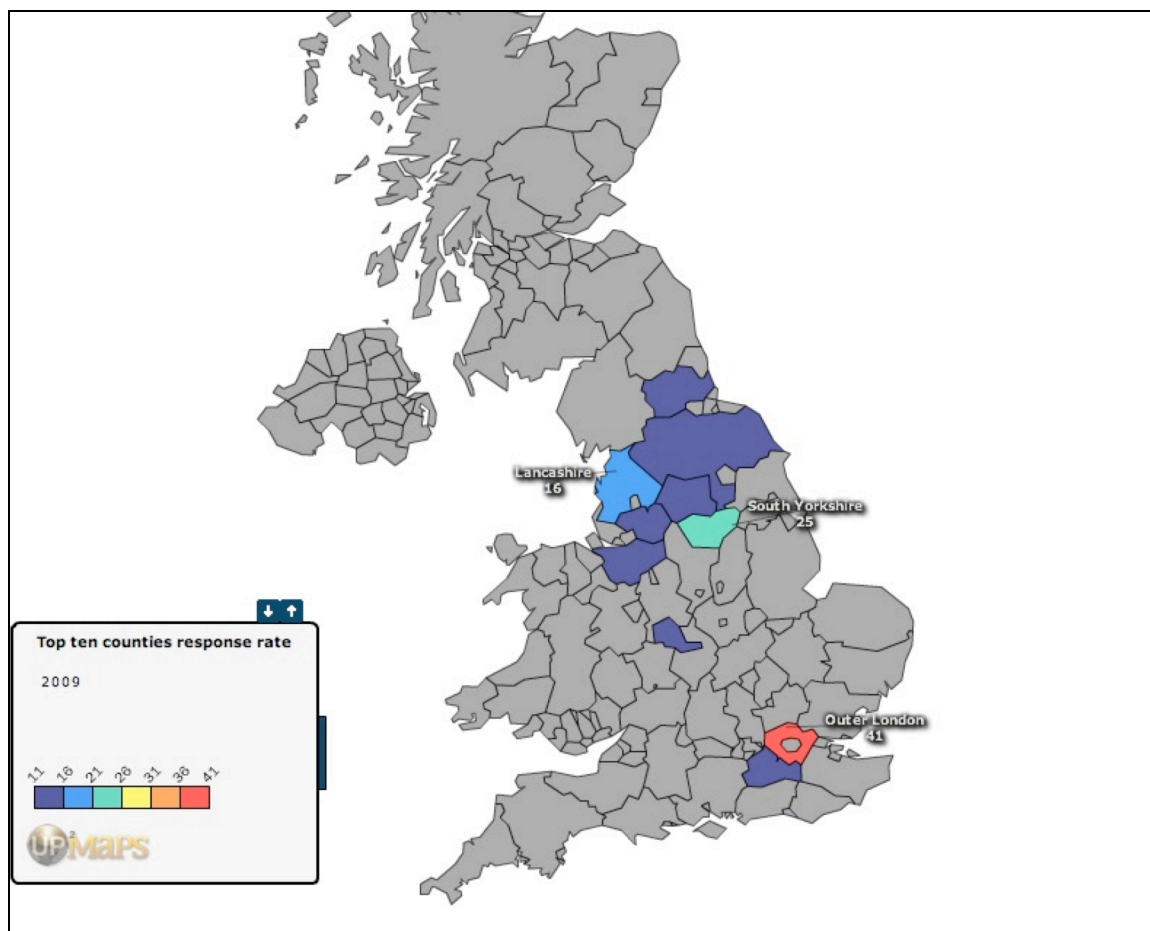 Lancashire
16
South Yorkshire
25
Outer London
41
Top ten counties response rate
2009
11 16 21 26 31 36 41
UPMAPS
2